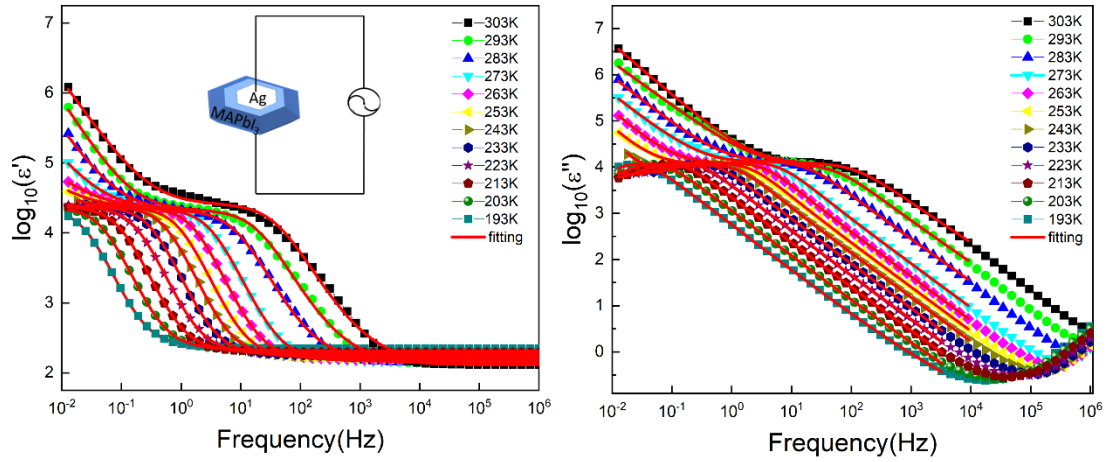 log₁₀(ε')
7
6
5
4
3
2
10⁻² 10⁻¹ 10⁰ 10¹ 10² 10³ 10⁴ 10⁵ 10⁶
Frequency(Hz)
Ag
MAPbI₃
303K
293K
283K
273K
263K
253K
243K
233K
223K
213K
203K
193K
fitting
log₁₀(ε'')
7
6
5
4
3
2
1
0
10⁻² 10⁻¹ 10⁰ 10¹ 10² 10³ 10⁴ 10⁵ 10⁶
Frequency(Hz)
303K
293K
283K
273K
263K
253K
243K
233K
223K
213K
203K
193K
fitting